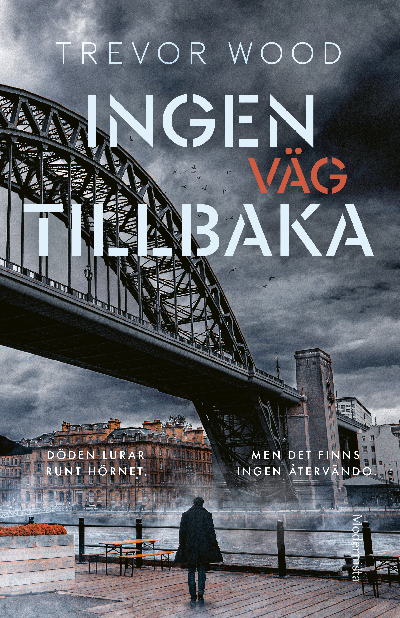 TREVOR WOOD
INGEN
VÄG
TILLBAKA
DÖDEN LURAR
RUNT HÖRNET.
MEN DET FINNS
INGEN ÅTERVÄNDO.
Modernista